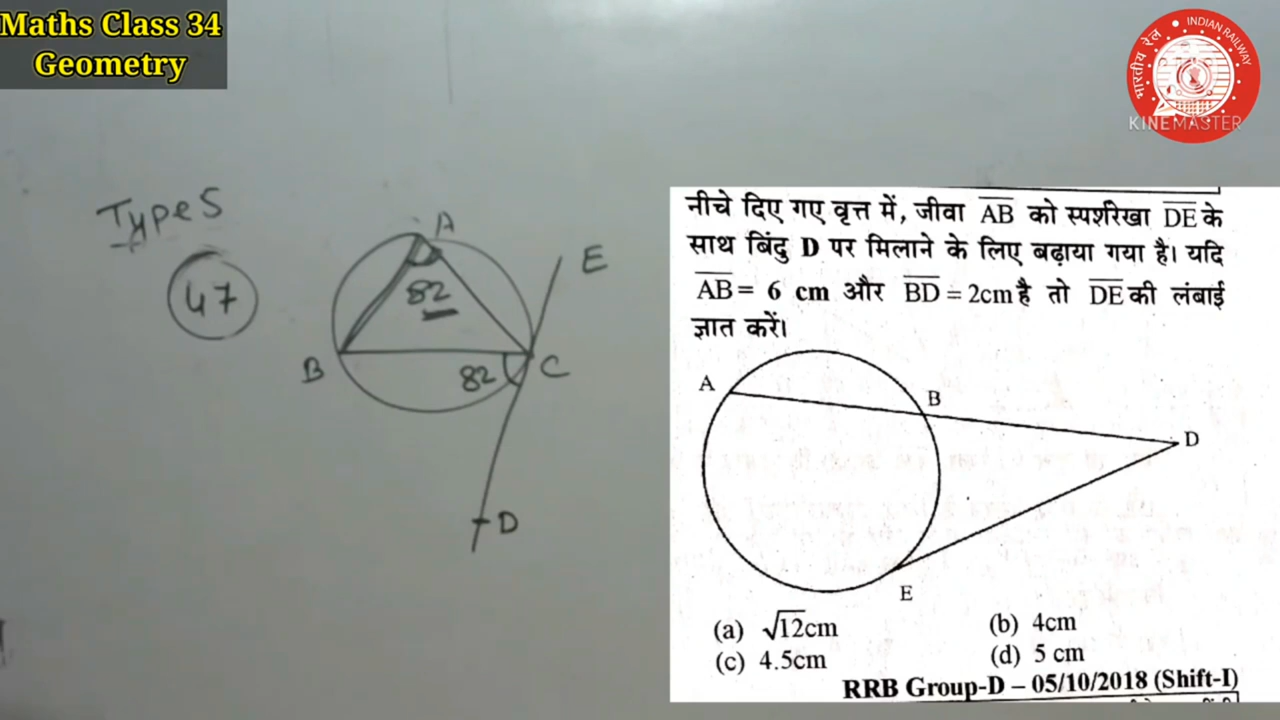 Maths Class 34
Geometry
भारतीय रेल
INDIAN RAILWAY
KINEMASTER
Type 5
47
A
E
82
B
82
C
D
नीचे दिए गए वृत्त में, जीवा AB को स्पर्शरेखा DE के
साथ बिंदु D पर मिलाने के लिए बढ़ाया गया है। यदि
AB = 6 cm और BD = 2cm है तो DE की लंबाई
ज्ञात करें।
A
B
D
E
(a) √12cm
(b) 4cm
(c) 4.5cm
(d) 5 cm
RRB Group-D – 05/10/2018 (Shift-I)